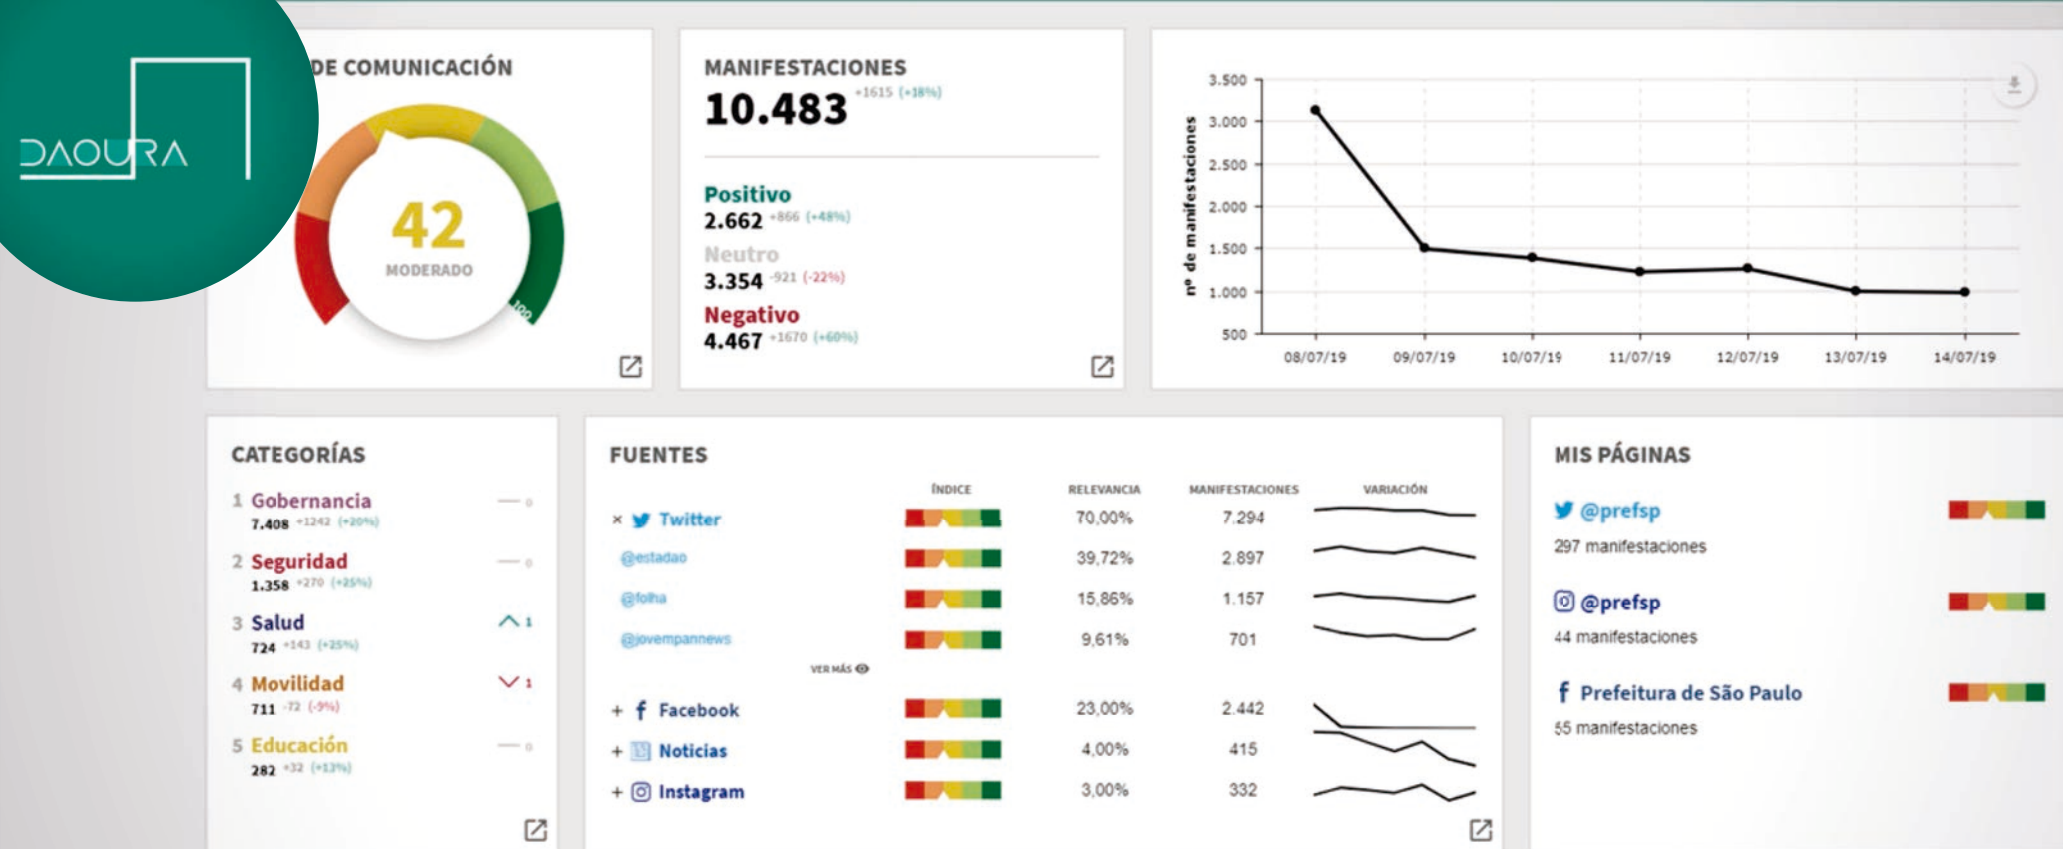 DAOURA
DE COMUNICACIÓN
42
MODERADO
100
MANIFESTACIONES
10.483 +1615 (+18%)
Positivo
2.662 +866 (+48%)
Neutro
3.354 -921 (-22%)
Negativo
4.467 +1670 (+60%)
nº de manifestaciones
3.500
3.000
2.500
2.000
1.500
1.000
500
08/07/19 09/07/19 10/07/19 11/07/19 12/07/19 13/07/19 14/07/19
CATEGORÍAS
1 Gobernancia 0
7.408 +1242 (+20%)
2 Seguridad 0
1.358 +270 (+25%)
3 Salud 1
724 +143 (+25%)
4 Movilidad 1
711 -72 (-9%)
5 Educación 0
282 +32 (+13%)
FUENTES
ÍNDICE RELEVANCIA MANIFESTACIONES VARIACIÓN
× Twitter 70,00% 7.294
@estadao 39,72% 2.897
@folha 15,86% 1.157
@jovempannews 9,61% 701
VER MÁS
+ Facebook 23,00% 2.442
+ Noticias 4,00% 415
+ Instagram 3,00% 332
MIS PÁGINAS
@prefsp
297 manifestaciones
@prefsp
44 manifestaciones
Prefeitura de São Paulo
55 manifestaciones